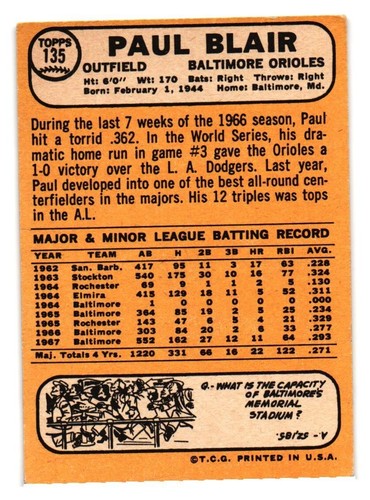 TOPPS
135
PAUL BLAIR
OUTFIELD BALTIMORE ORIOLES
Ht: 6'0" Wt: 170 Bats: Right Throws: Right
Born: February 1, 1944 Home: Baltimore, Md.
During the last 7 weeks of the 1966 season, Paul
hit a torrid .362. In the World Series, his dra-
matic home run in game #3 gave the Orioles a
1-0 victory over the L. A. Dodgers. Last year,
Paul developed into one of the best all-round cen-
terfielders in the majors. His 12 triples was tops
in the A.L.
MAJOR & MINOR LEAGUE BATTING RECORD
YEAR TEAM AB H 2B 3B HR RBI AVG.
1962 San. Barb. 417 95 11 3 17 63 .228
1963 Stockton 540 175 30 10 16 77 .324
1964 Rochester 69 9 1 1 2 5 .130
1964 Elmira 415 129 18 11 5 52 .311
1964 Baltimore 1 0 0 0 0 0 .000
1965 Baltimore 364 85 19 2 5 25 .234
1965 Rochester 143 47 6 5 4 21 .329
1966 Baltimore 303 84 20 2 6 33 .277
1967 Baltimore 552 162 27 12 11 64 .293
Maj. Totals 4 Yrs. 1220 331 66 16 22 122 .271
Q.- WHAT IS THE CAPACITY
OF BALTIMORE'S
MEMORIAL
STADIUM?
A.- 52,185.
© T.C.G. PRINTED IN U.S.A.